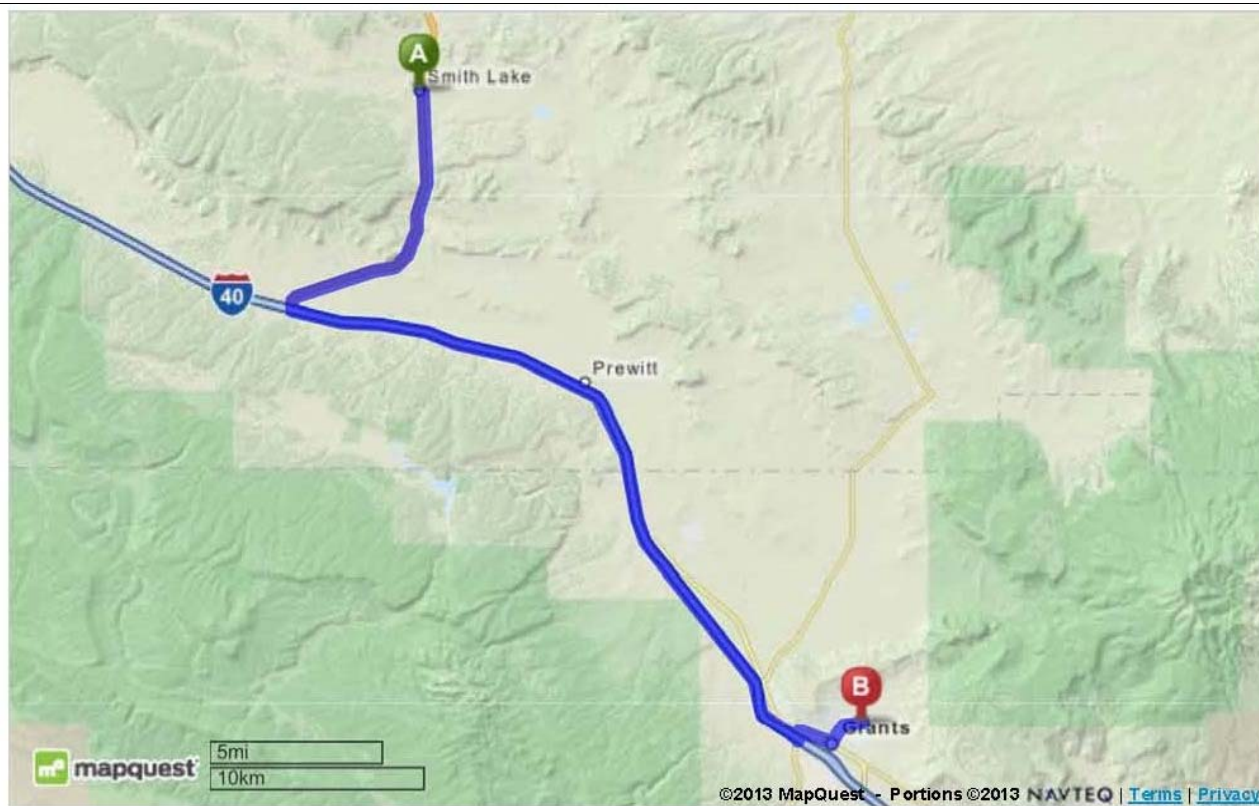 A
Smith Lake
40
Prewitt
B
Grants
mapquest
5mi
10km
©2013 MapQuest - Portions ©2013 NAVTEQ | Terms | Privacy